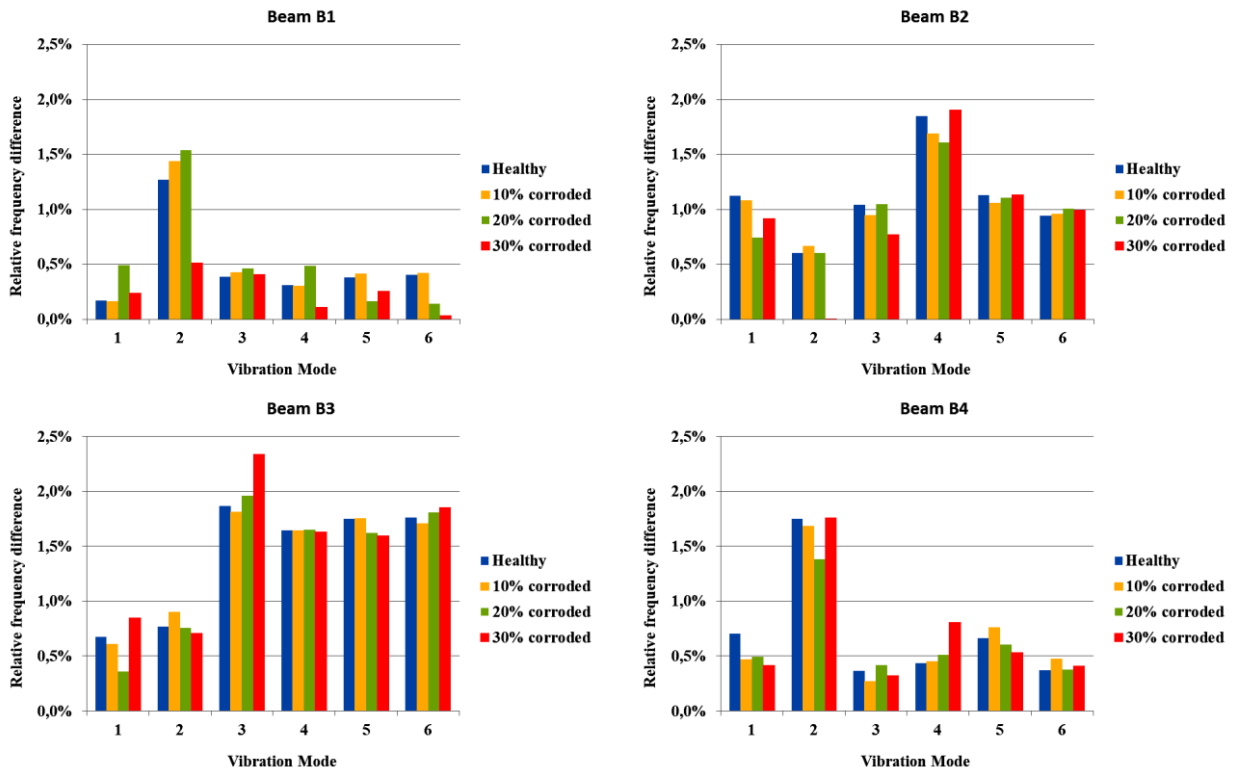 Beam B1
Relative frequency difference
2,5%
2,0%
1,5%
1,0%
0,5%
0,0%
1 2 3 4 5 6
Vibration Mode
Healthy
10% corroded
20% corroded
30% corroded
Beam B2
Relative frequency difference
2,5%
2,0%
1,5%
1,0%
0,5%
0,0%
1 2 3 4 5 6
Vibration Mode
Healthy
10% corroded
20% corroded
30% corroded
Beam B3
Relative frequency difference
2,5%
2,0%
1,5%
1,0%
0,5%
0,0%
1 2 3 4 5 6
Vibration Mode
Healthy
10% corroded
20% corroded
30% corroded
Beam B4
Relative frequency difference
2,5%
2,0%
1,5%
1,0%
0,5%
0,0%
1 2 3 4 5 6
Vibration Mode
Healthy
10% corroded
20% corroded
30% corroded